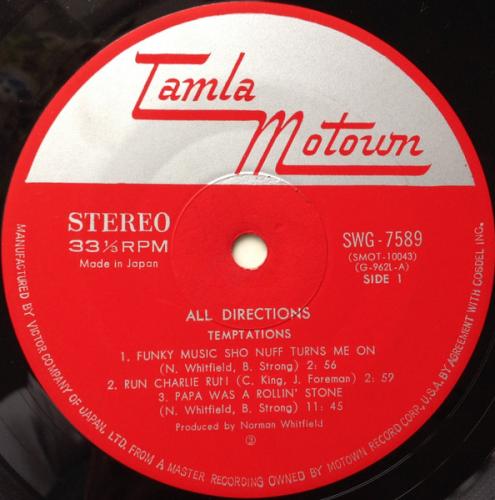 Tamla
Motown
STEREO
33⅓ RPM
Made in Japan
SWG-7589
(SMOT-10043)
(G-962L-A)
SIDE 1
ALL DIRECTIONS
TEMPTATIONS
1. FUNKY MUSIC SHO NUFF TURNS ME ON
(N. Whitfield, B. Strong) 2: 56
2. RUN CHARLIE RUN (C. King, J. Foreman) 2: 59
3. PAPA WAS A ROLLIN' STONE
(N. Whitfield, B. Strong) 11: 45
Produced by Norman Whitfield
MANUFACTURED BY VICTOR COMPANY OF JAPAN, LTD. FROM A MASTER RECORDING OWNED BY MOTOWN RECORD CORP., U.S.A. BY AGREEMENT WITH COSDEL INC.